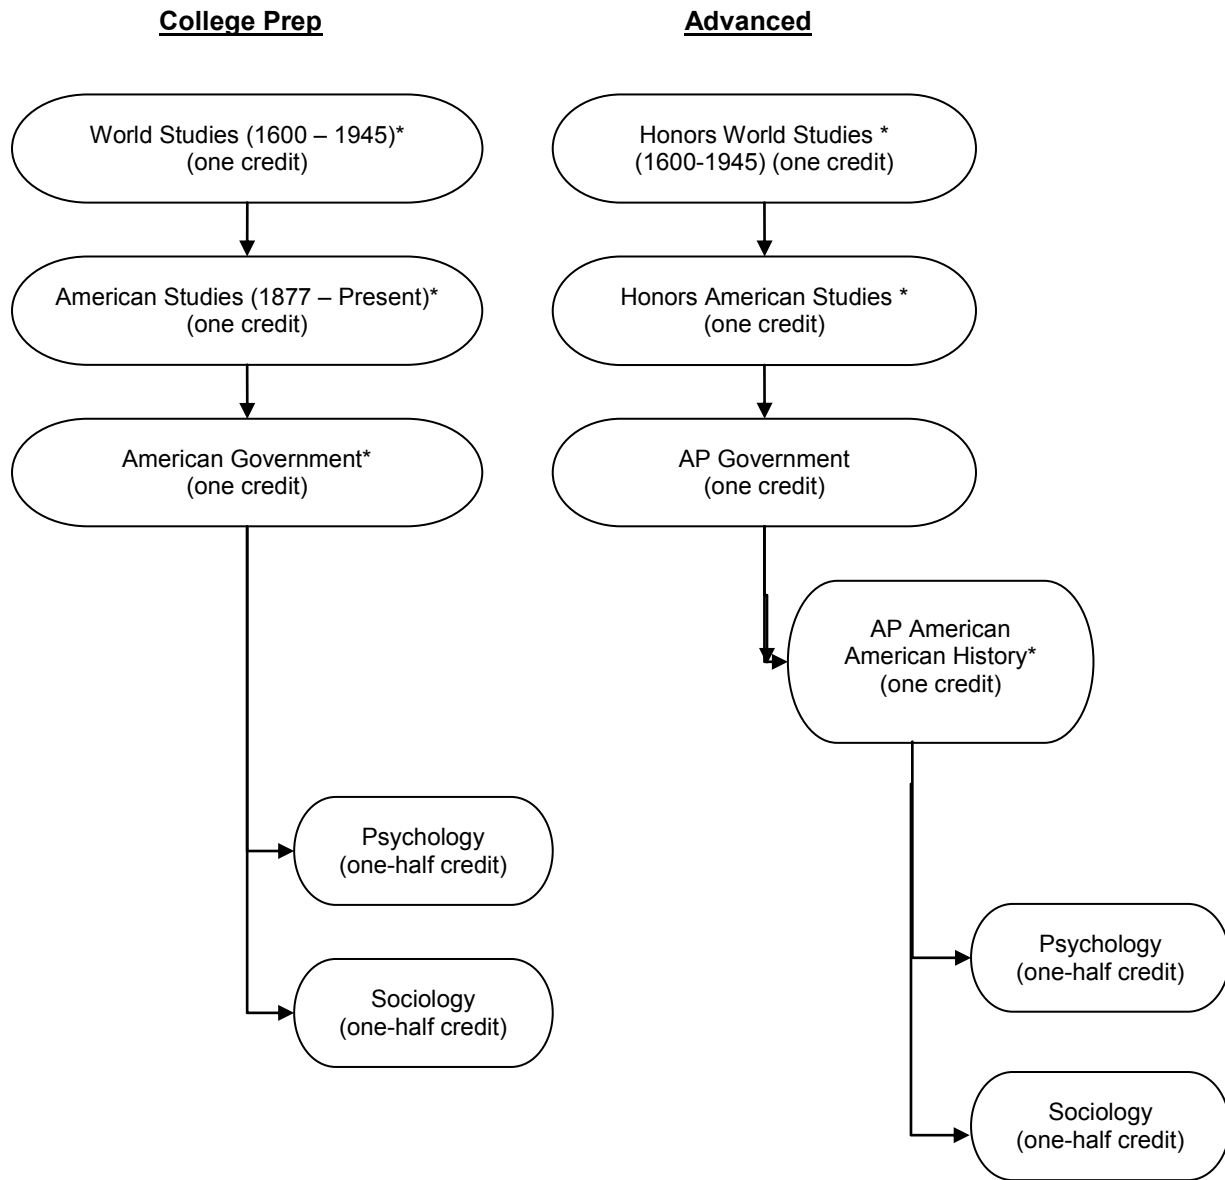 College Prep
Advanced
World Studies (1600 – 1945)*
(one credit)
Honors World Studies *
(1600-1945) (one credit)
American Studies (1877 – Present)*
(one credit)
Honors American Studies *
(one credit)
American Government*
(one credit)
AP Government
(one credit)
AP American
American History*
(one credit)
Psychology
(one-half credit)
Sociology
(one-half credit)
Psychology
(one-half credit)
Sociology
(one-half credit)